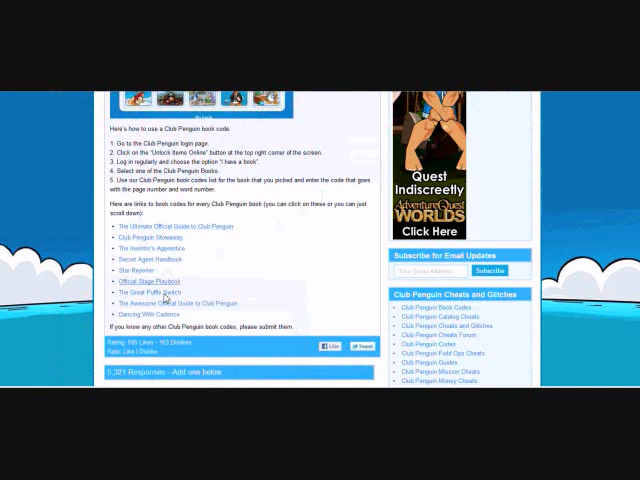 Here's how to use a Club Penguin book code:
1. Go to the Club Penguin login page.
2. Click on the "Unlock Items Online" button at the top right corner of the screen.
3. Log in regularly and choose the option "I have a book".
4. Select one of the Club Penguin Books.
5. Use our Club Penguin book codes list for the book that you picked and enter the code that goes
with the page number and word number.
Here are links to book codes for every Club Penguin book (you can click on these or you can just
scroll down):
The Ultimate Official Guide to Club Penguin
Club Penguin Stowaway
The Inventor's Apprentice
Secret Agent Handbook
Star Reporter
Official Stage Playbook
The Great Puffle Switch
The Awesome Official Guide to Club Penguin
Dancing With Cadence
If you know any other Club Penguin book codes, please submit them.
Dislikes
Rate: Like | Dislike
Like
Tweet
5,321 Responses - Add one below
Quest
Indiscreetly
AdventureQuest
WORLDS
Click Here
Subscribe for Email Updates
Your Email Address
Subscribe
Club Penguin Cheats and Glitches
Club Penguin Book Codes
Club Penguin Catalog Cheats
Club Penguin Cheats and Glitches
Club Penguin Cheats Forum
Club Penguin Codes
Club Penguin Field Ops Cheats
Club Penguin Guides
Club Penguin Mission Cheats
Club Penguin Money Cheats